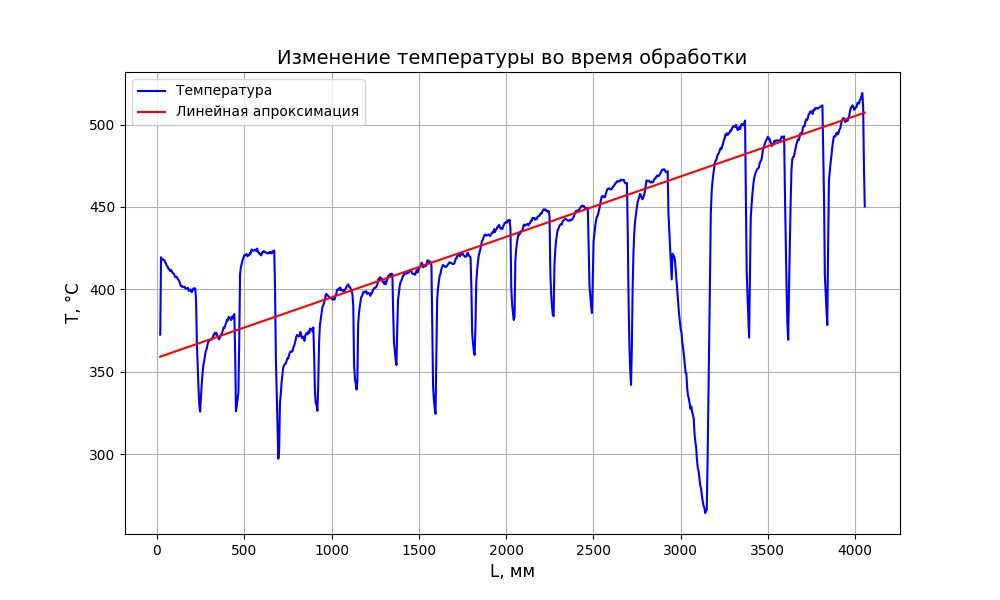 Изменение температуры во время обработки
Температура
Линейная апроксимация
500
450
400
350
300
T, °C
0 500 1000 1500 2000 2500 3000 3500 4000
L, мм